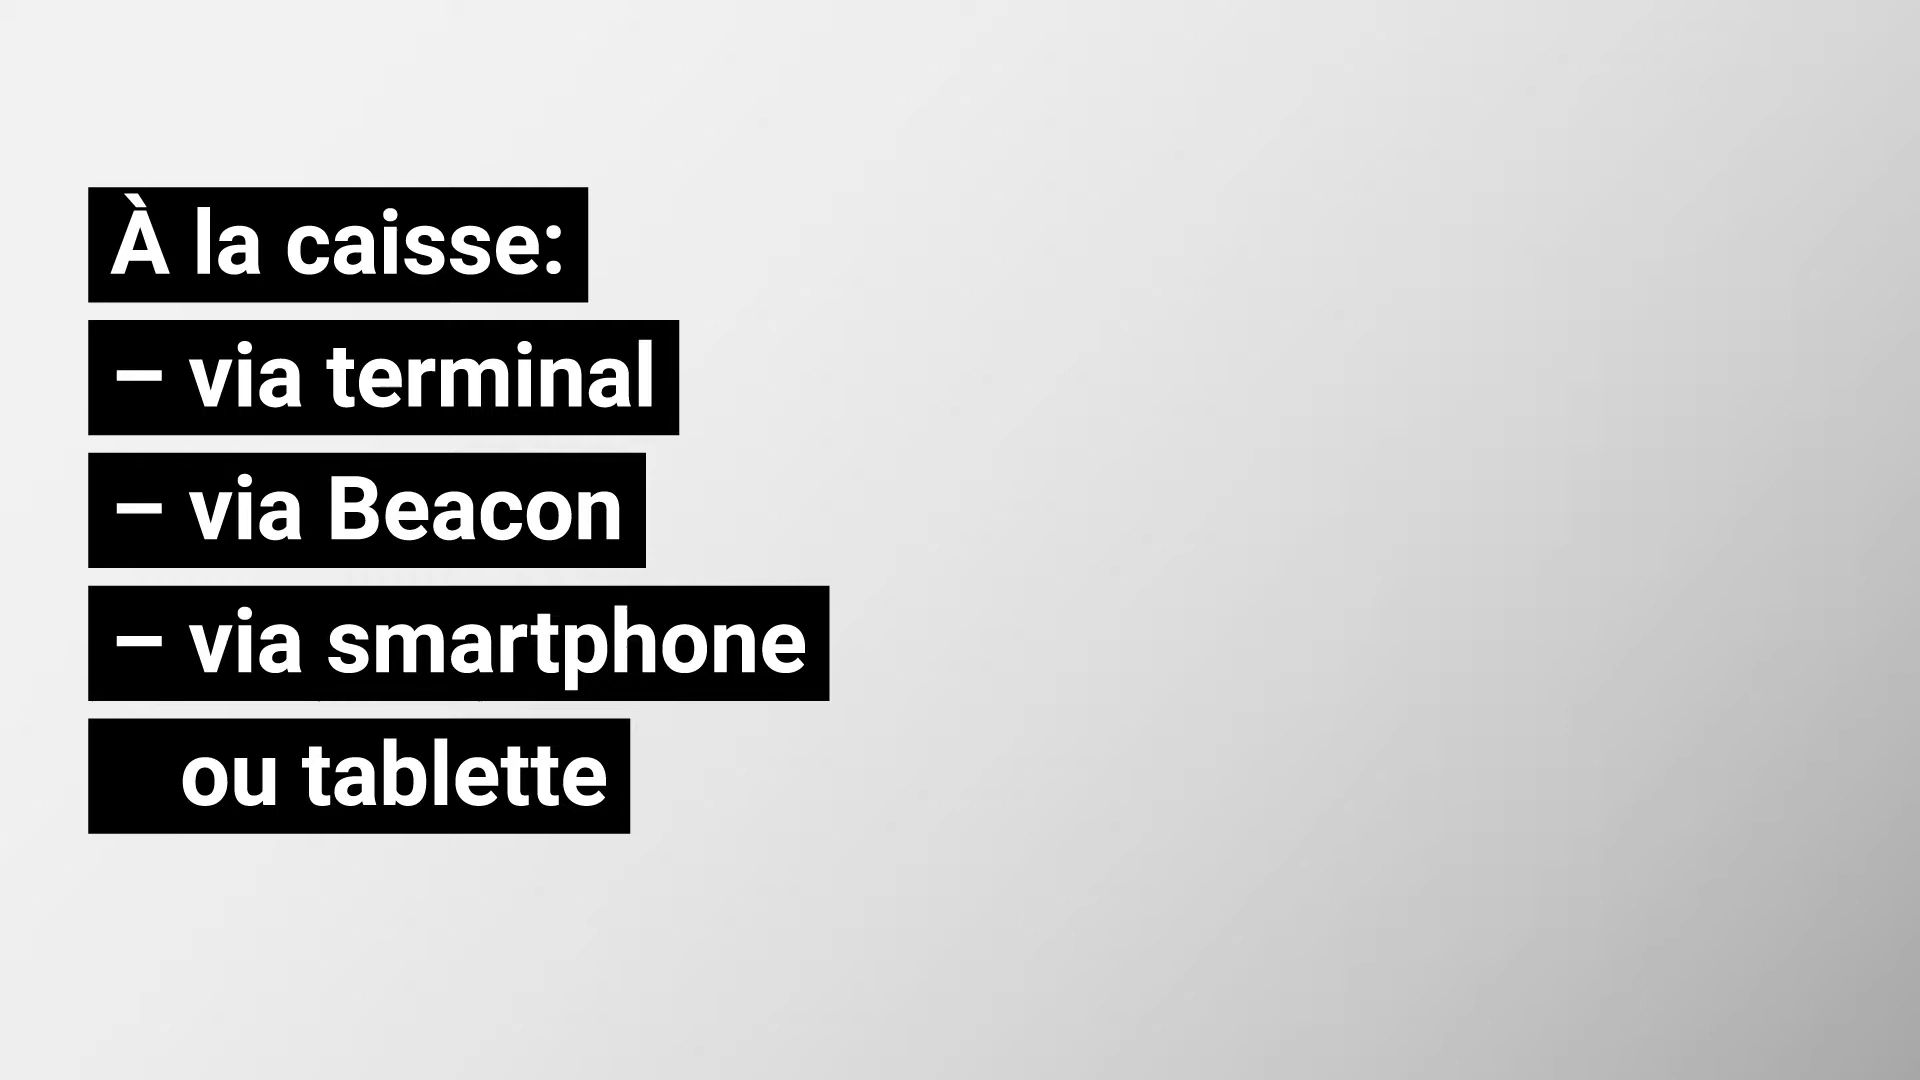 À la caisse:
– via terminal
– via Beacon
– via smartphone
ou tablette